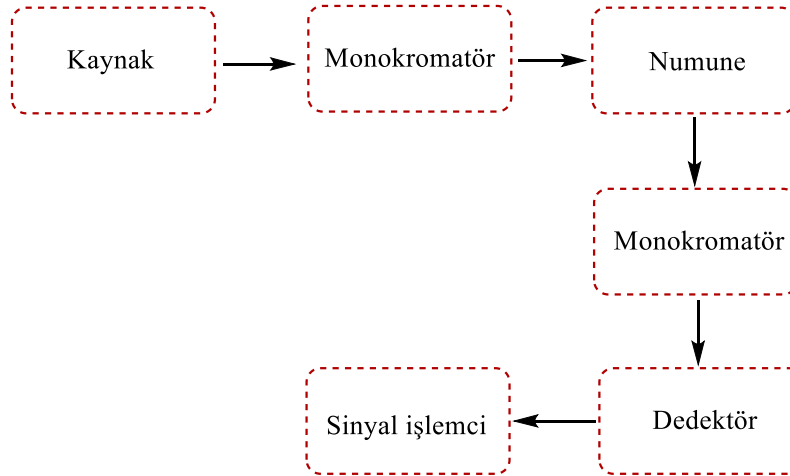 Kaynak
Monokromatör
Numune
Monokromatör
Dedektör
Sinyal işlemci